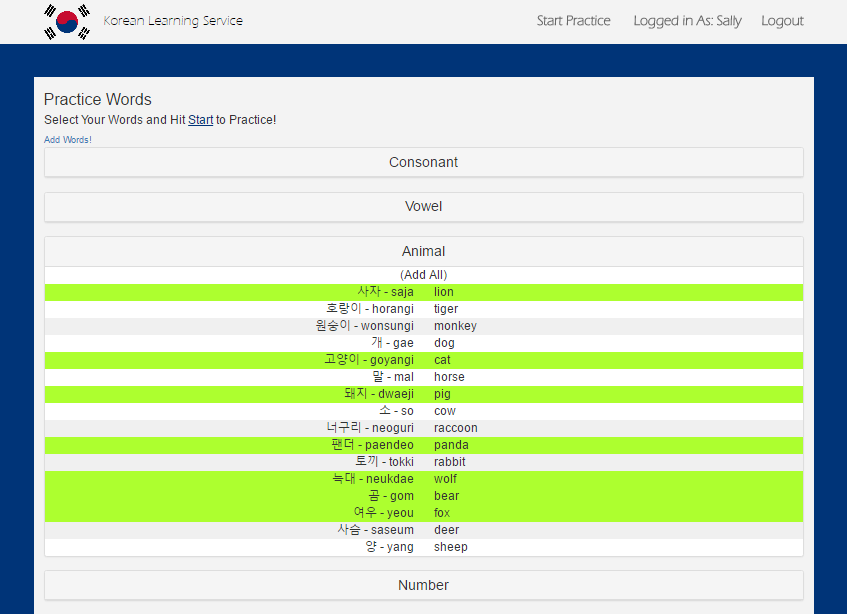 Korean Learning Service Start Practice Logged in As: Sally Logout
Practice Words
Select Your Words and Hit Start to Practice!
Add Words!
Consonant
Vowel
Animal
(Add All)
사자 - saja lion
호랑이 - horangi tiger
원숭이 - wonsungi monkey
개 - gae dog
고양이 - goyangi cat
말 - mal horse
돼지 - dwaeji pig
소 - so cow
너구리 - neoguri raccoon
팬더 - paendeo panda
토끼 - tokki rabbit
늑대 - neukdae wolf
곰 - gom bear
여우 - yeou fox
사슴 - saseum deer
양 - yang sheep
Number